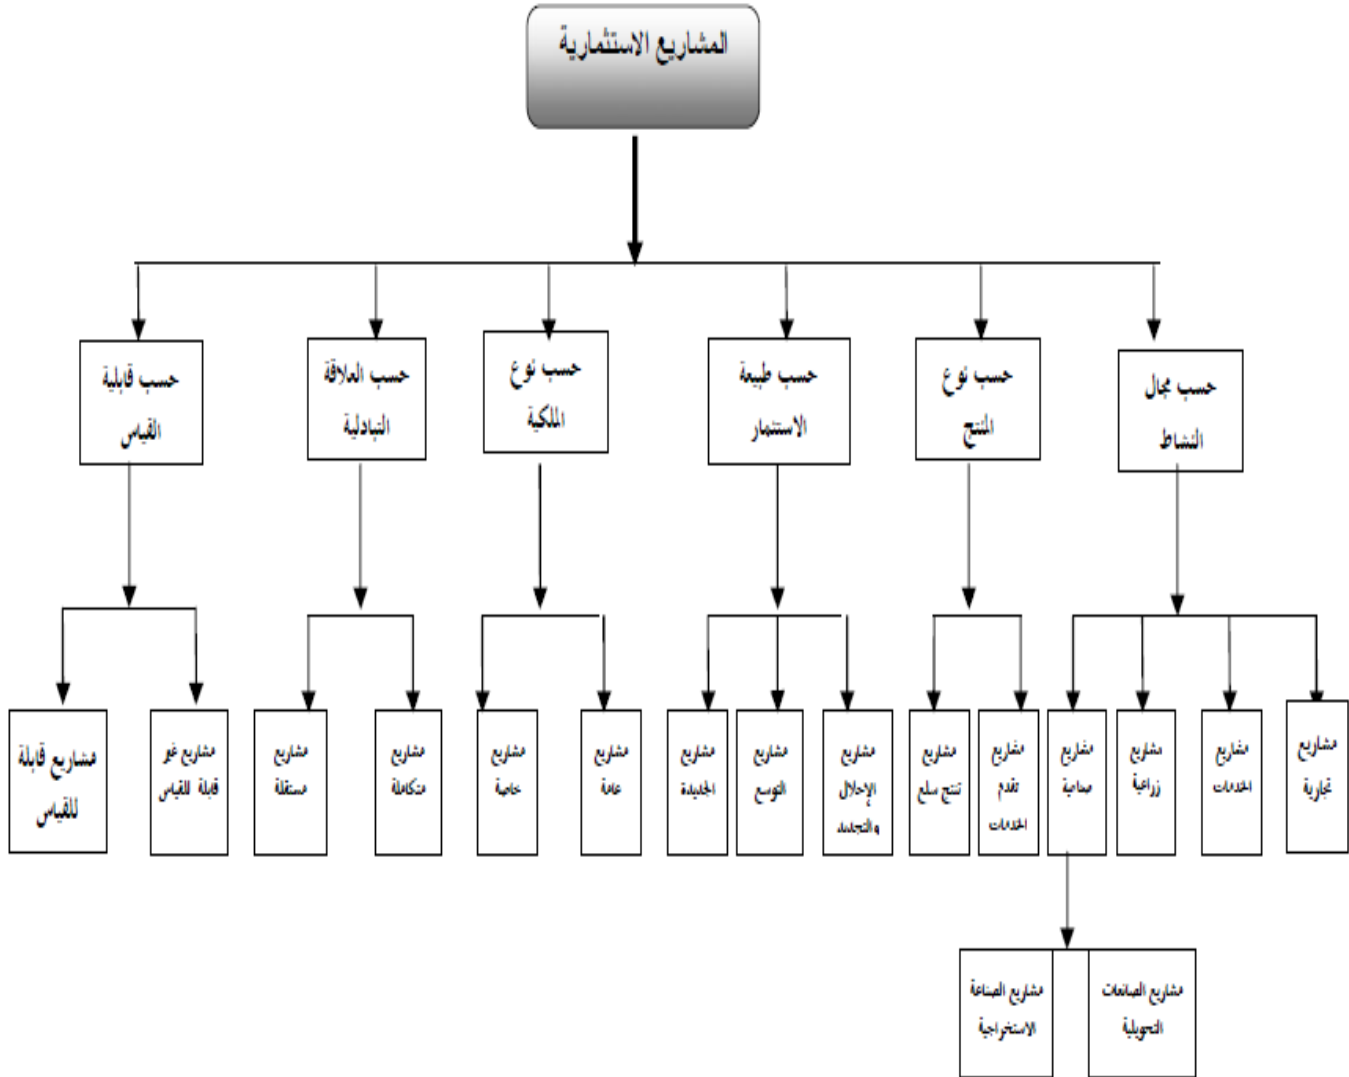 المشاريع الاستثمارية
حسب مجال
النشاط
حسب نوع
المنتج
حسب طبيعة
الاستثمار
حسب نوع
الملكية
حسب العلاقة
التبادلية
حسب قابلية
القياس
مشاريع
تجارية
مشاريع
الخدمات
مشاريع
زراعية
مشاريع
صناعية
مشاريع
تقدم
الخدمات
مشاريع
تنتج سلع
مشاريع
الإحلال
والتجديد
مشاريع
التوسع
مشاريع
الجديدة
مشاريع
عامة
مشاريع
خاصة
مشاريع
متكاملة
مشاريع
مستقلة
مشاريع غير
قابلة للقياس
مشاريع قابلة
للقياس
مشاريع الصانعات
التحويلية
مشاريع الصناعة
الاستخراجية